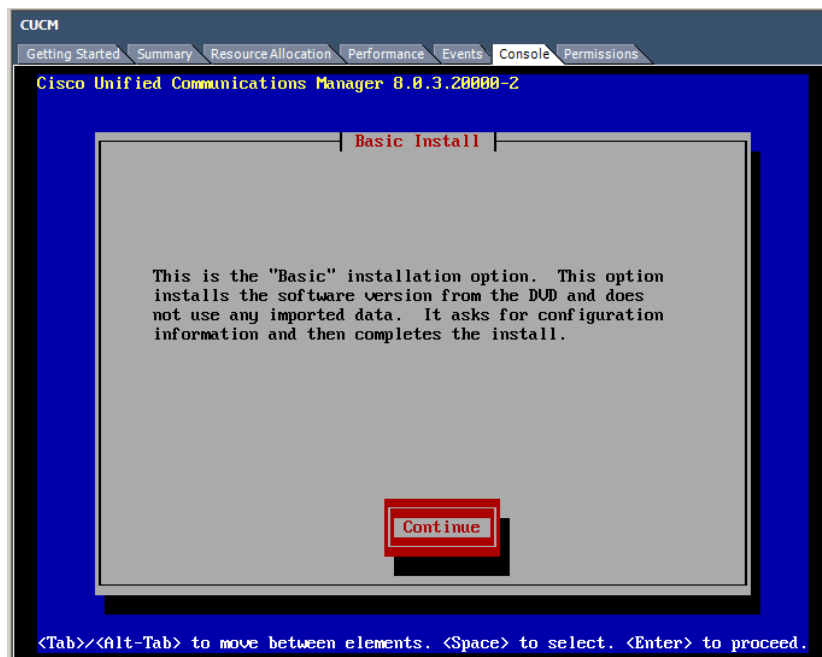 CUCM
Getting Started Summary Resource Allocation Performance Events Console Permissions
Cisco Unified Communications Manager 8.0.3.20000-2
Basic Install
This is the "Basic" installation option.  This option
installs the software version from the DVD and does
not use any imported data.  It asks for configuration
information and then completes the install.
Continue
<Tab>/<Alt-Tab> to move between elements. <Space> to select. <Enter> to proceed.